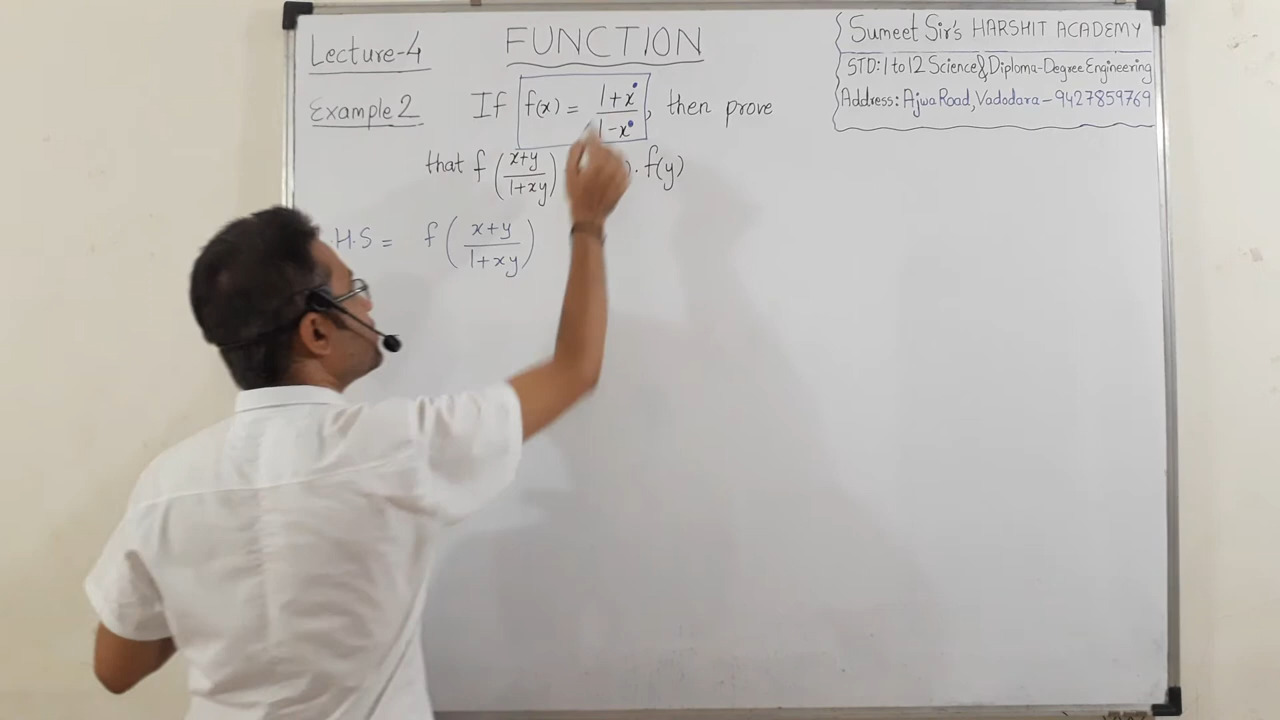 Lecture-4
FUNCTION
Sumeet Sir's HARSHIT ACADEMY
STD: 1 to 12 Science & Diploma-Degree Engineering
Address: Ajwa Road, Vadodara – 9427859769
Example 2 If f(x) = (1+x)/(1-x), then prove
that f((x+y)/(1+xy)) . f(y)
H.S = f((x+y)/(1+xy))